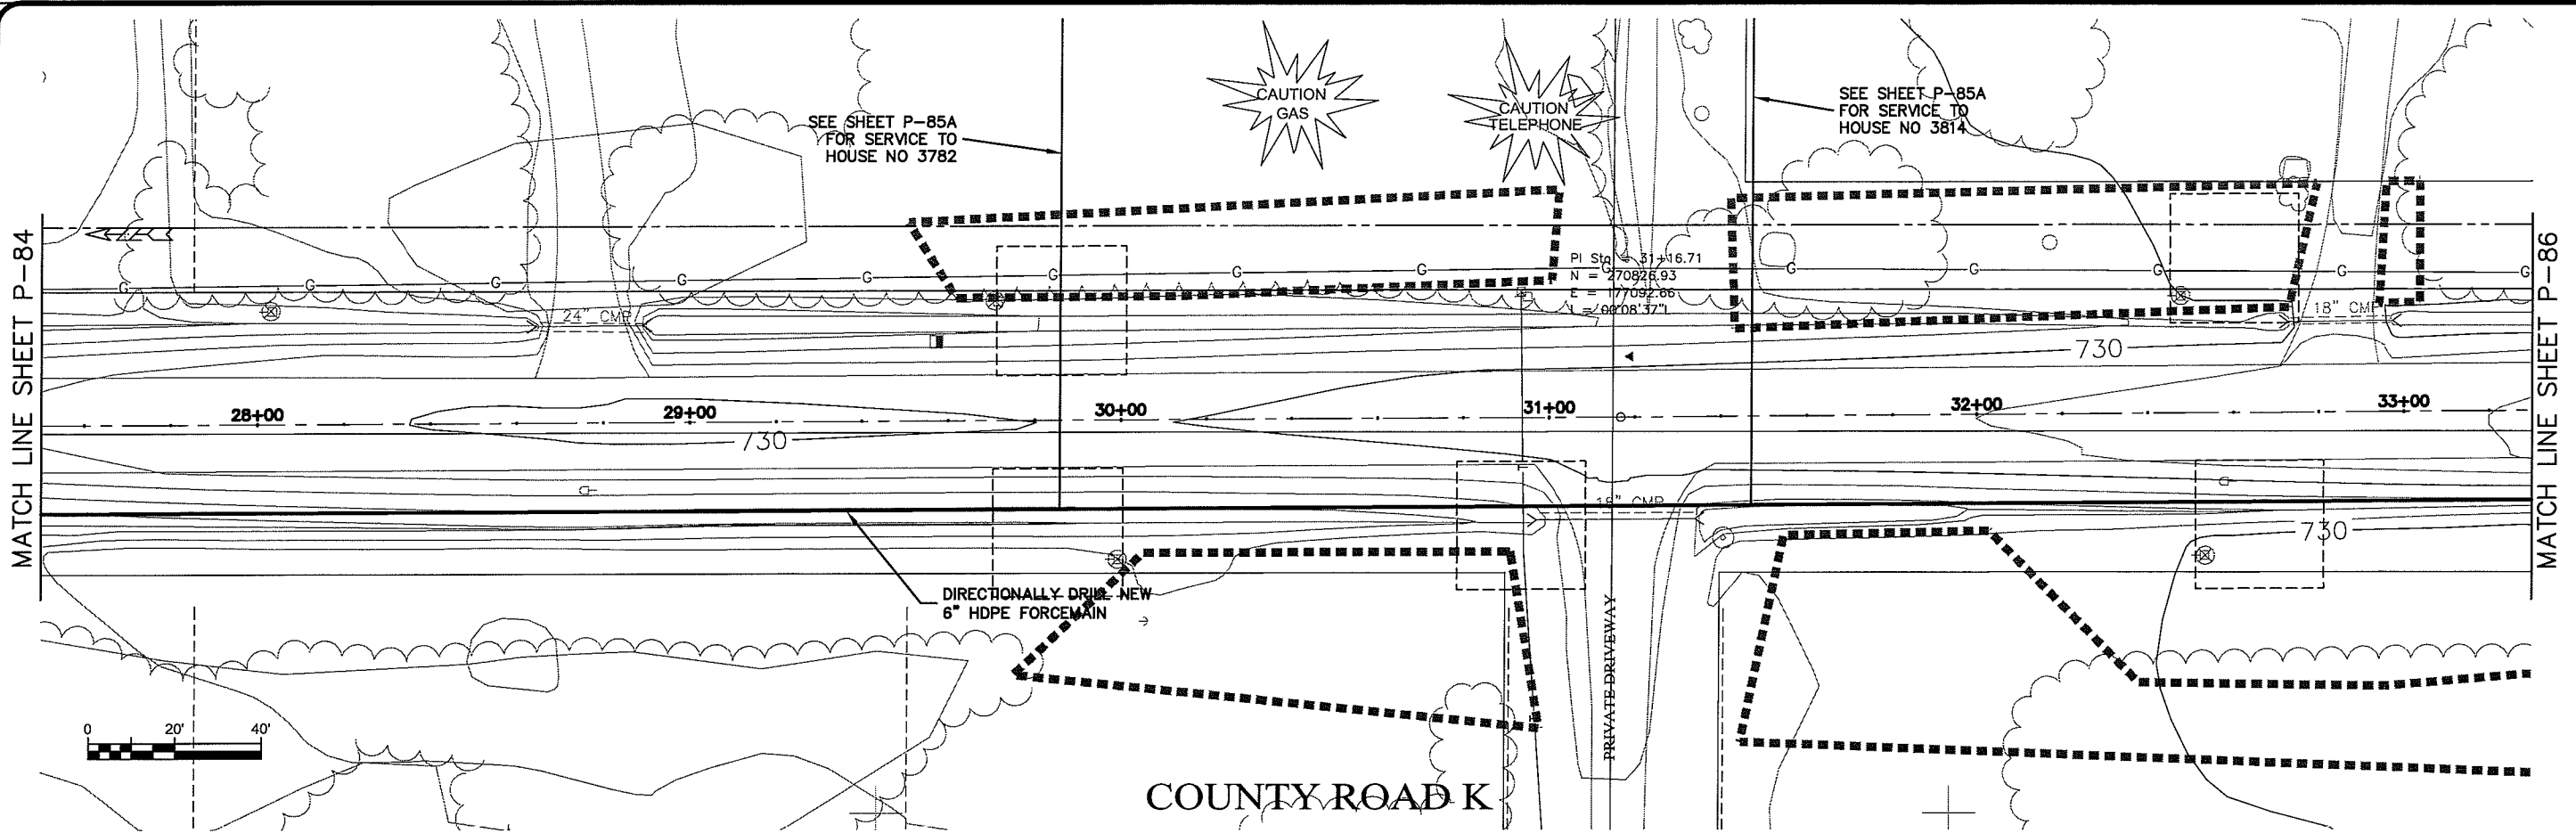 CAUTION
GAS
CAUTION
TELEPHONE
SEE SHEET P-85A
FOR SERVICE TO
HOUSE NO 3782
SEE SHEET P-85A
FOR SERVICE TO
HOUSE NO 3814
MATCH LINE SHEET P-84
MATCH LINE SHEET P-86
G G G G G G G G G G G G G G
PI Sta = 31+16.71
N = 270826.93
E = 177092.66
24" CMP
18" CMP
730
28+00 29+00 30+00 31+00 32+00 33+00
730
18" CMP
730
DIRECTIONALLY DRILL NEW
6" HDPE FORCEMAIN
PRIVATE DRIVEWAY
0 20' 40'
COUNTY ROAD K